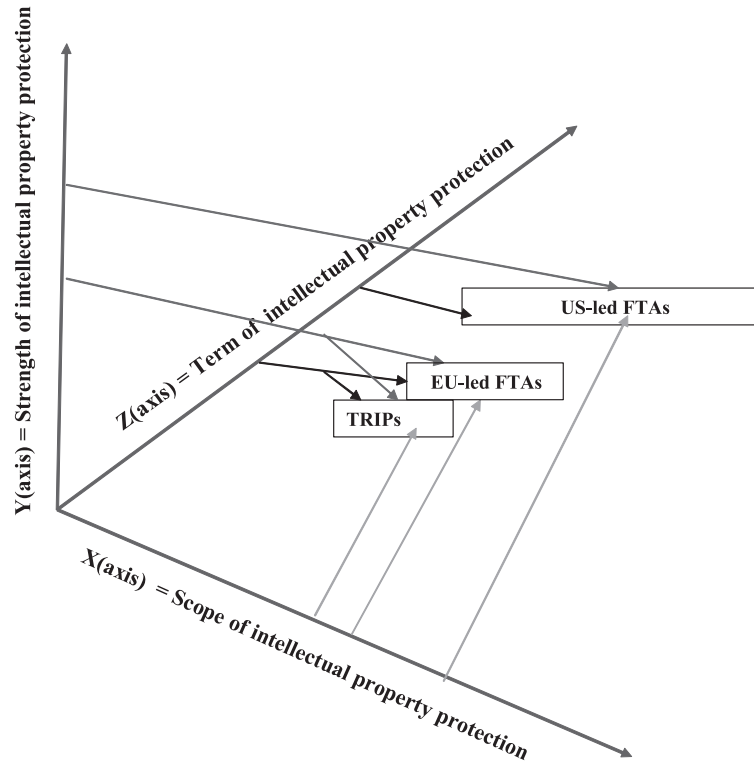 Y(axis) = Strength of intellectual property protection
Z(axis) = Term of intellectual property protection
US-led FTAs
EU-led FTAs
TRIPs
X(axis) = Scope of intellectual property protection